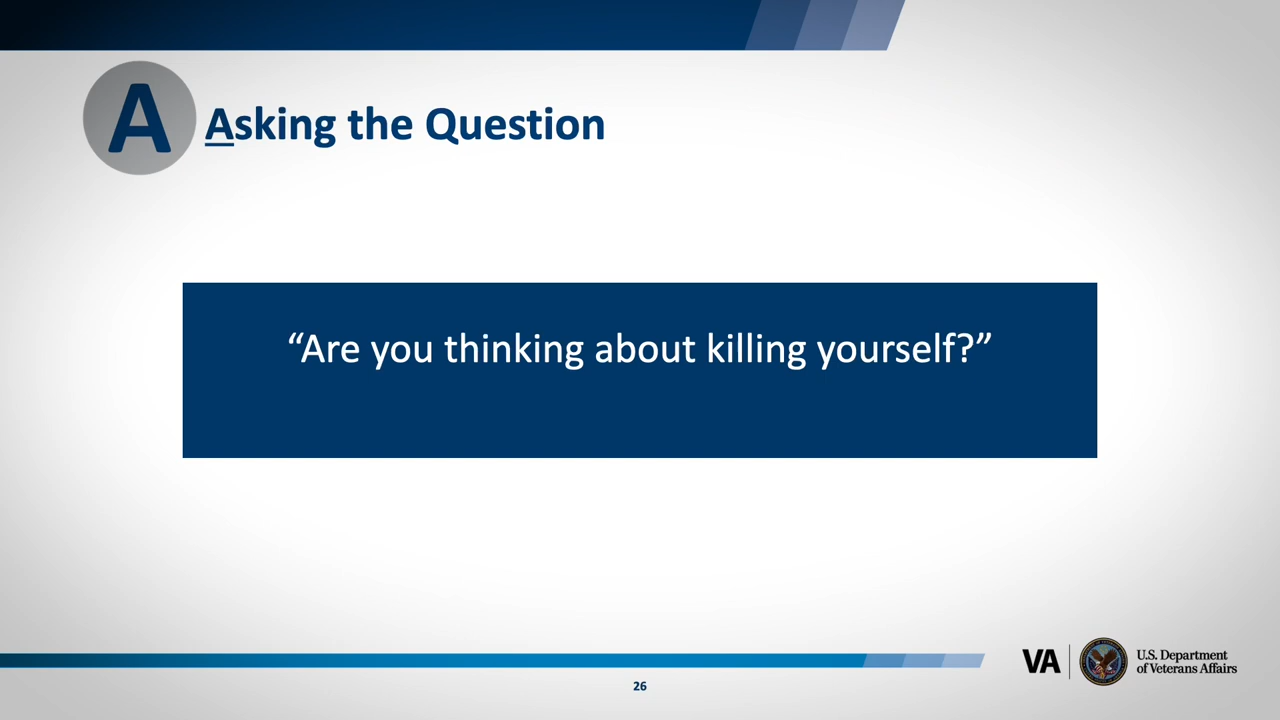 A
Asking the Question
“Are you thinking about killing yourself?”
VA
U.S. Department
of Veterans Affairs
26